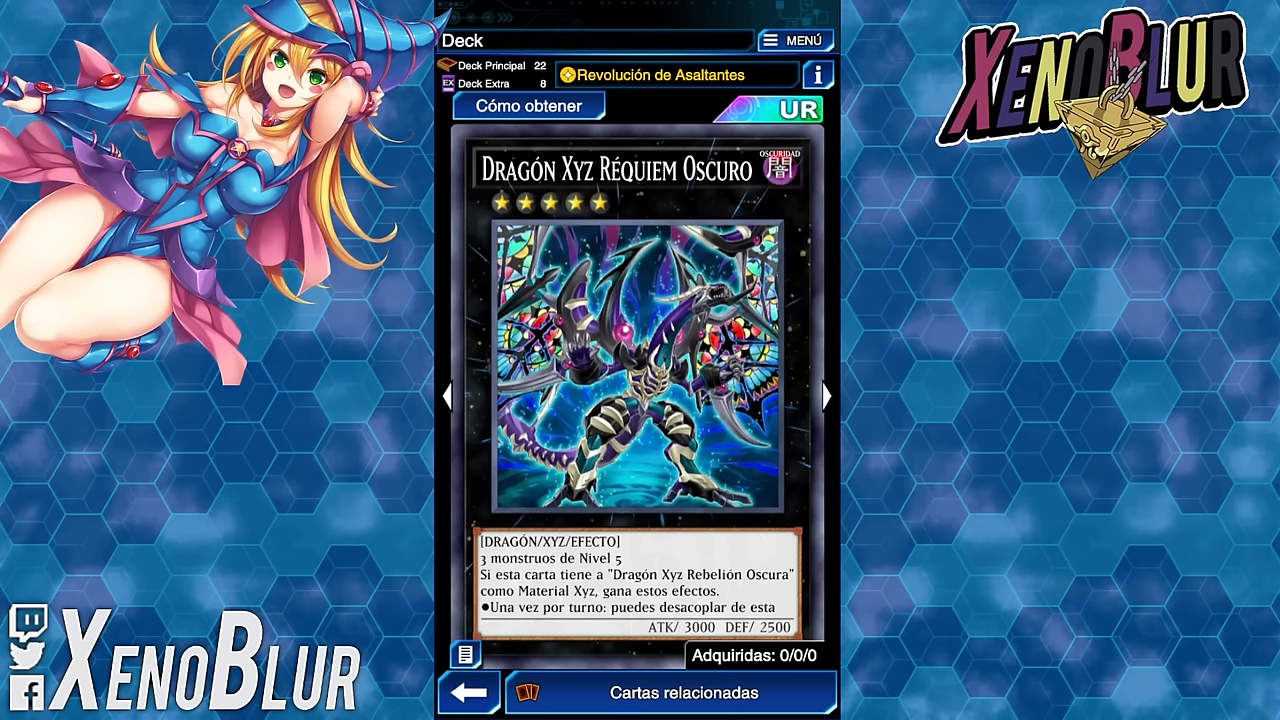 Deck
MENÚ
Deck Principal 22
EX Deck Extra 8
Revolución de Asaltantes
i
Cómo obtener
UR
DRAGÓN XYZ RÉQUIEM OSCURO
OSCURIDAD
闇
[DRAGÓN/XYZ/EFECTO]
3 monstruos de Nivel 5
Si esta carta tiene a "Dragón Xyz Rebelión Oscura"
como Material Xyz, gana estos efectos.
●Una vez por turno: puedes desacoplar de esta
ATK/ 3000 DEF/ 2500
Adquiridas: 0/0/0
Cartas relacionadas
XENOBLUR
XENOBLUR